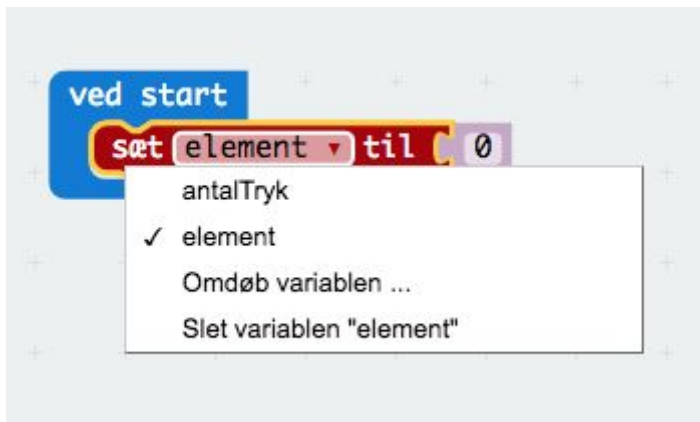 ved start
sæt element ▾ til 0
antalTryk
✓ element
Omdøb variablen ...
Slet variablen "element"